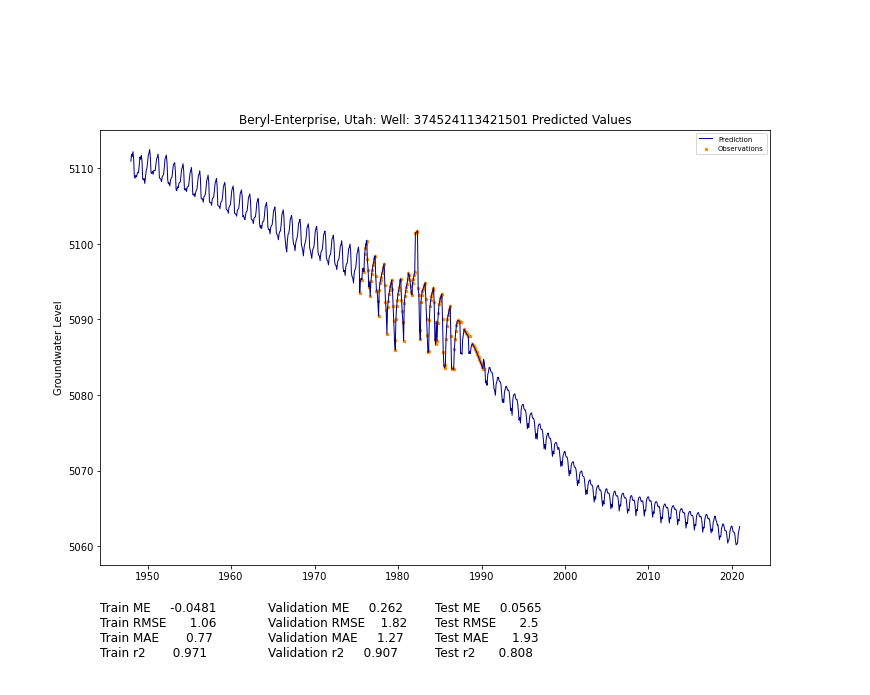 Beryl-Enterprise, Utah: Well: 374524113421501 Predicted Values
Prediction
Observations
Groundwater Level
5110
5100
5090
5080
5070
5060
1950 1960 1970 1980 1990 2000 2010 2020
Train ME -0.0481 Validation ME 0.262 Test ME 0.0565
Train RMSE 1.06 Validation RMSE 1.82 Test RMSE 2.5
Train MAE 0.77 Validation MAE 1.27 Test MAE 1.93
Train r2 0.971 Validation r2 0.907 Test r2 0.808